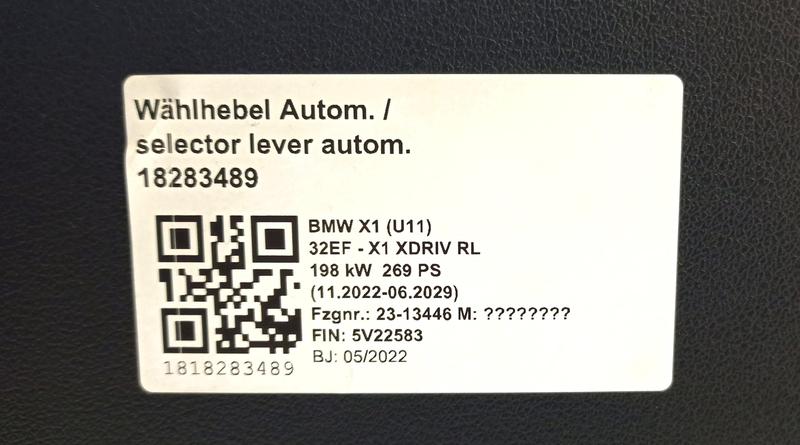 Wählhebel Autom. /
selector lever autom.
18283489
BMW X1 (U11)
32EF - X1 XDRIV RL
198 kW 269 PS
(11.2022-06.2029)
Fzgnr.: 23-13446 M: ????????
FIN: 5V22583
BJ: 05/2022
1818283489